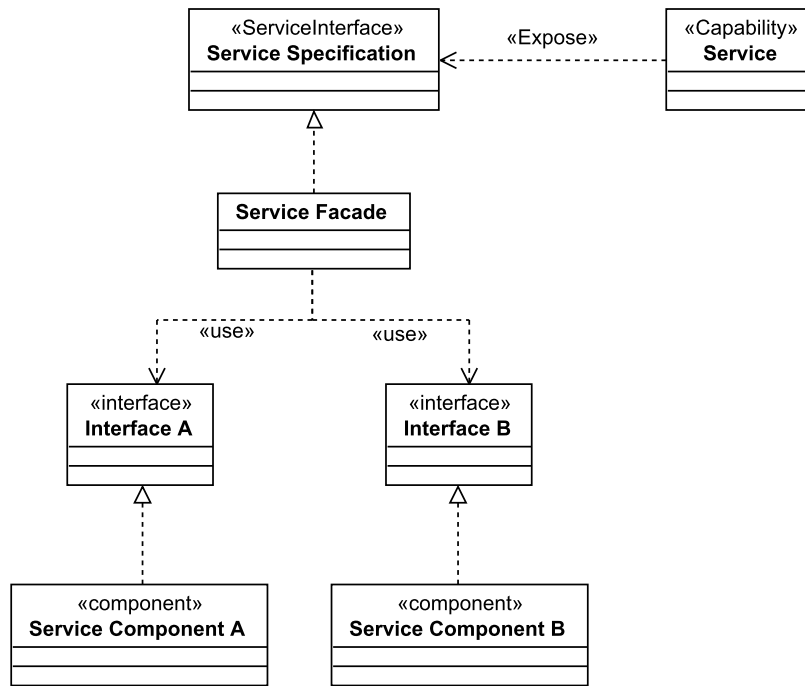 «ServiceInterface»
Service Specification
«Expose»
«Capability»
Service
Service Facade
«use»
«use»
«interface»
Interface A
«interface»
Interface B
«component»
Service Component A
«component»
Service Component B